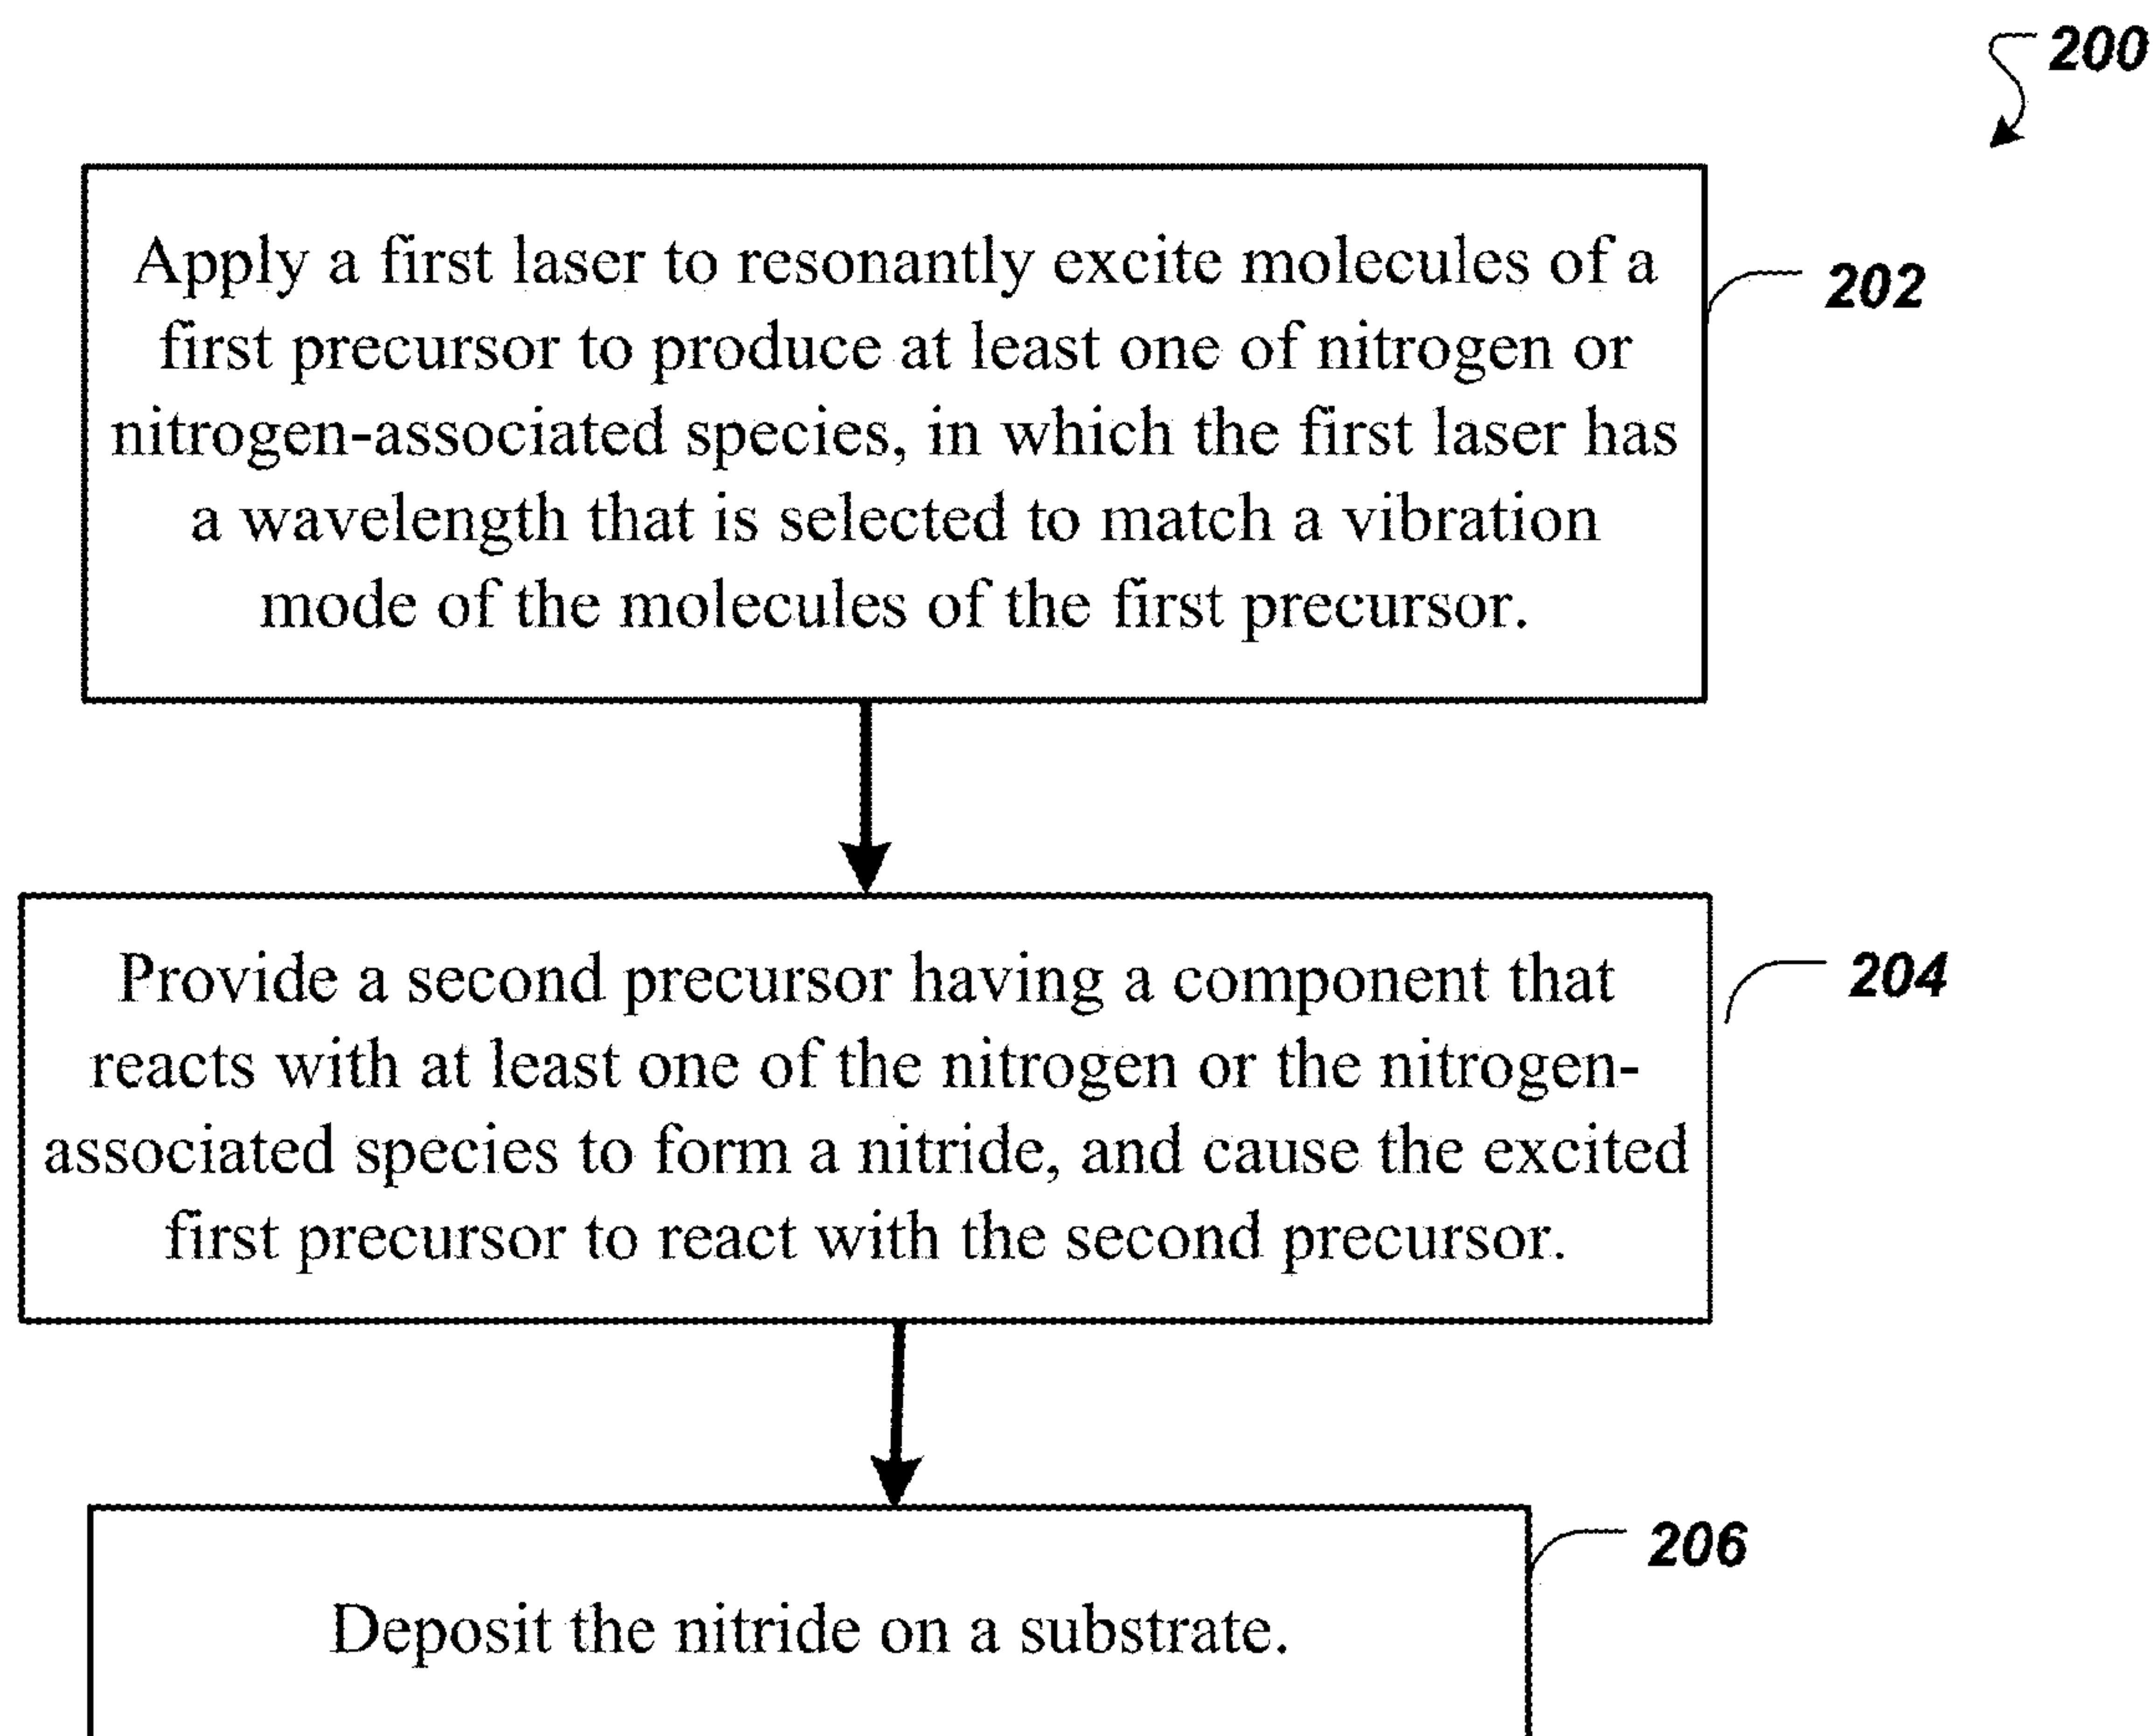 200
Apply a first laser to resonantly excite molecules of a
first precursor to produce at least one of nitrogen or
nitrogen-associated species, in which the first laser has
a wavelength that is selected to match a vibration
mode of the molecules of the first precursor.
202
Provide a second precursor having a component that
reacts with at least one of the nitrogen or the nitrogen-
associated species to form a nitride, and cause the excited
first precursor to react with the second precursor.
204
Deposit the nitride on a substrate.
206